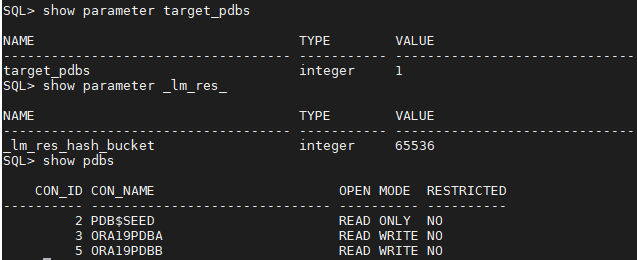 SQL> show parameter target_pdbs
NAME                                 TYPE        VALUE
------------------------------------ ----------- ------------------------------
target_pdbs                          integer     1
SQL> show parameter _lm_res_
NAME                                 TYPE        VALUE
------------------------------------ ----------- ------------------------------
_lm_res_hash_bucket                  integer     65536
SQL> show pdbs
    CON_ID CON_NAME                       OPEN MODE  RESTRICTED
---------- ------------------------------ ---------- ----------
         2 PDB$SEED                       READ ONLY  NO
         3 ORA19PDBA                      READ WRITE NO
         5 ORA19PDBB                      READ WRITE NO